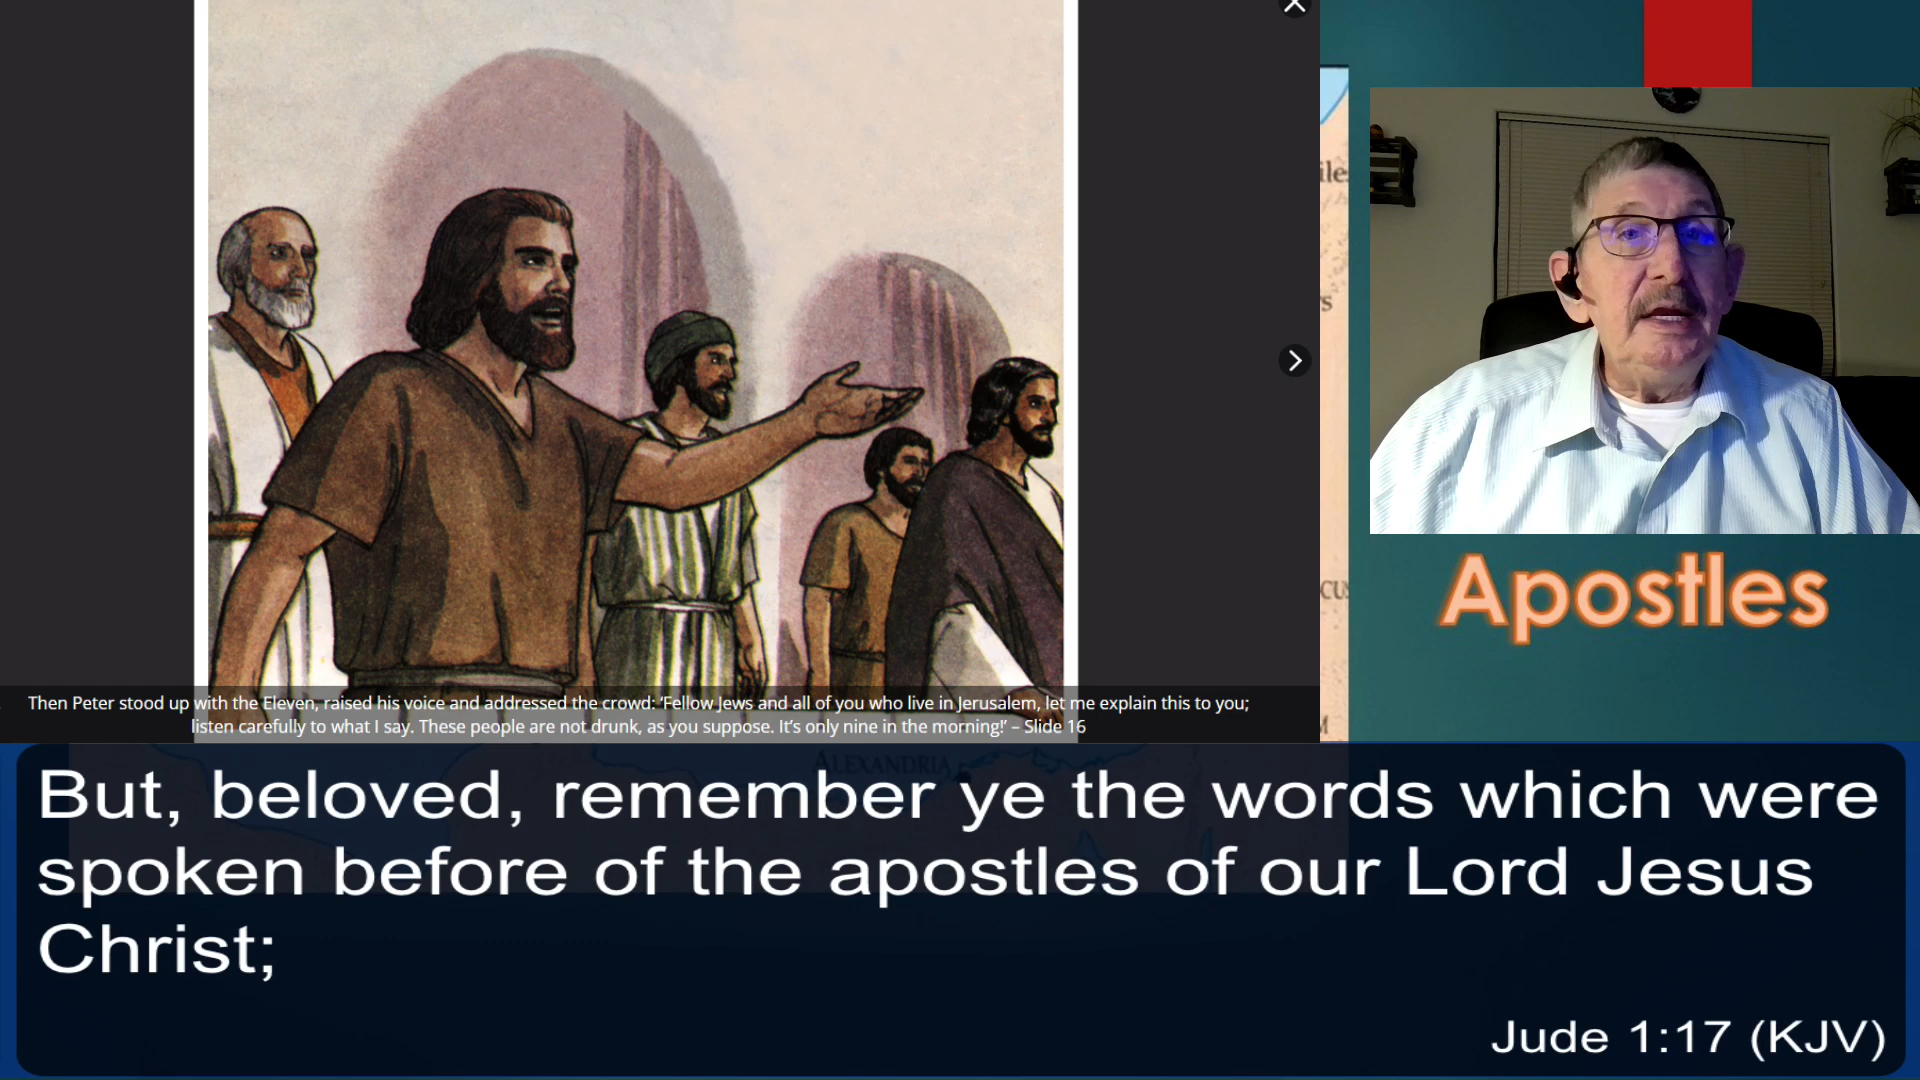 Then Peter stood up with the Eleven, raised his voice and addressed the crowd: ‘Fellow Jews and all of you who live in Jerusalem, let me explain this to you;
listen carefully to what I say. These people are not drunk, as you suppose. It’s only nine in the morning!’ – Slide 16
Apostles
ALEXANDRIA
But, beloved, remember ye the words which were
spoken before of the apostles of our Lord Jesus
Christ;
Jude 1:17 (KJV)